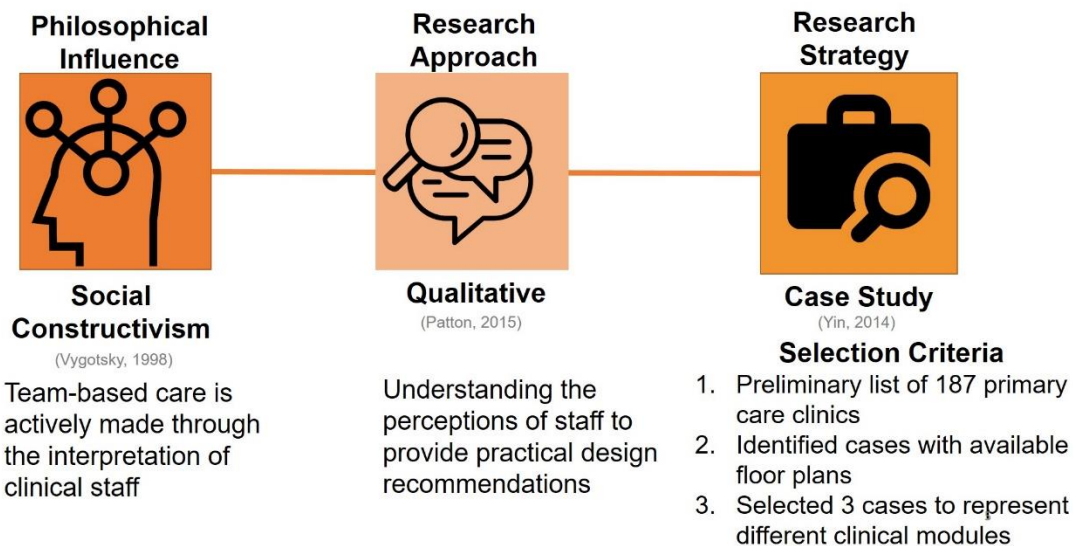 Philosophical
Influence
Social
Constructivism
(Vygotsky, 1998)
Team-based care is
actively made through
the interpretation of
clinical staff
Research
Approach
Qualitative
(Patton, 2015)
Understanding the
perceptions of staff to
provide practical design
recommendations
Research
Strategy
Case Study
(Yin, 2014)
Selection Criteria
1. Preliminary list of 187 primary
care clinics
2. Identified cases with available
floor plans
3. Selected 3 cases to represent
different clinical modules